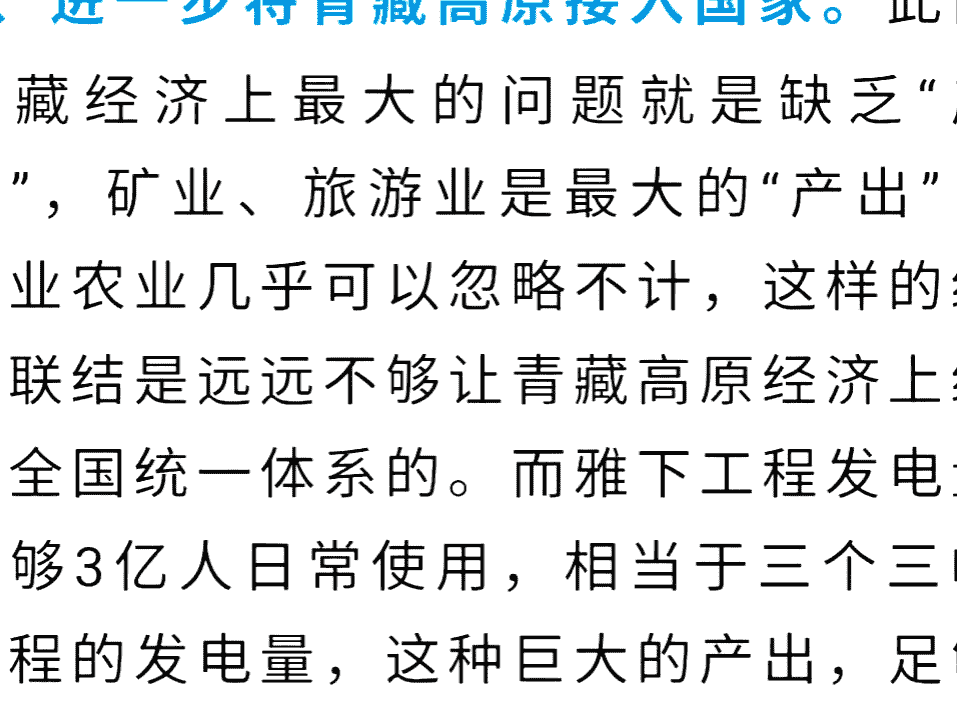 、进一步将青藏高原接入国家。此
藏经济上最大的问题就是缺乏“
”，矿业、旅游业是最大的“产出”
业农业几乎可以忽略不计，这样的
联结是远远不够让青藏高原经济上
全国统一体系的。而雅下工程发电
够3亿人日常使用，相当于三个三
程的发电量，这种巨大的产出，足